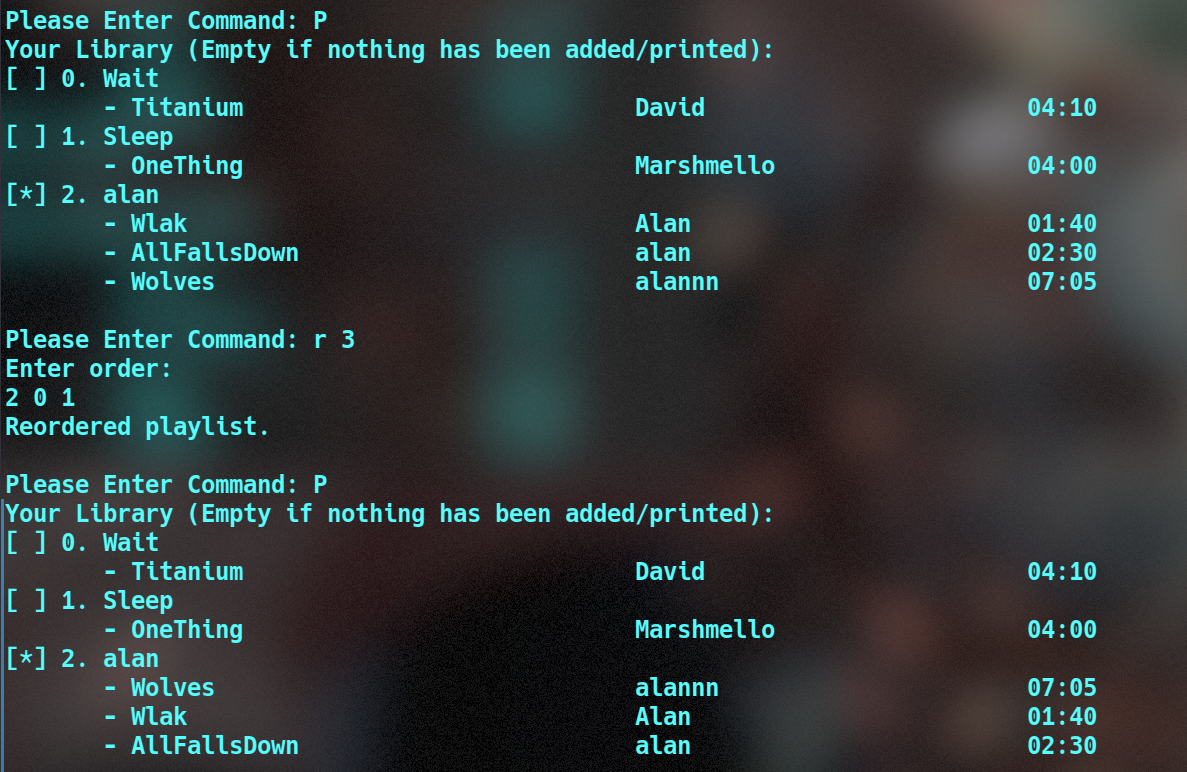 Please Enter Command: P
Your Library (Empty if nothing has been added/printed):
[ ] 0. Wait
- Titanium David 04:10
[ ] 1. Sleep
- OneThing Marshmello 04:00
[*] 2. alan
- Wlak Alan 01:40
- AllFallsDown alan 02:30
- Wolves alannn 07:05
Please Enter Command: r 3
Enter order:
2 0 1
Reordered playlist.
Please Enter Command: P
Your Library (Empty if nothing has been added/printed):
[ ] 0. Wait
- Titanium David 04:10
[ ] 1. Sleep
- OneThing Marshmello 04:00
[*] 2. alan
- Wolves alannn 07:05
- Wlak Alan 01:40
- AllFallsDown alan 02:30